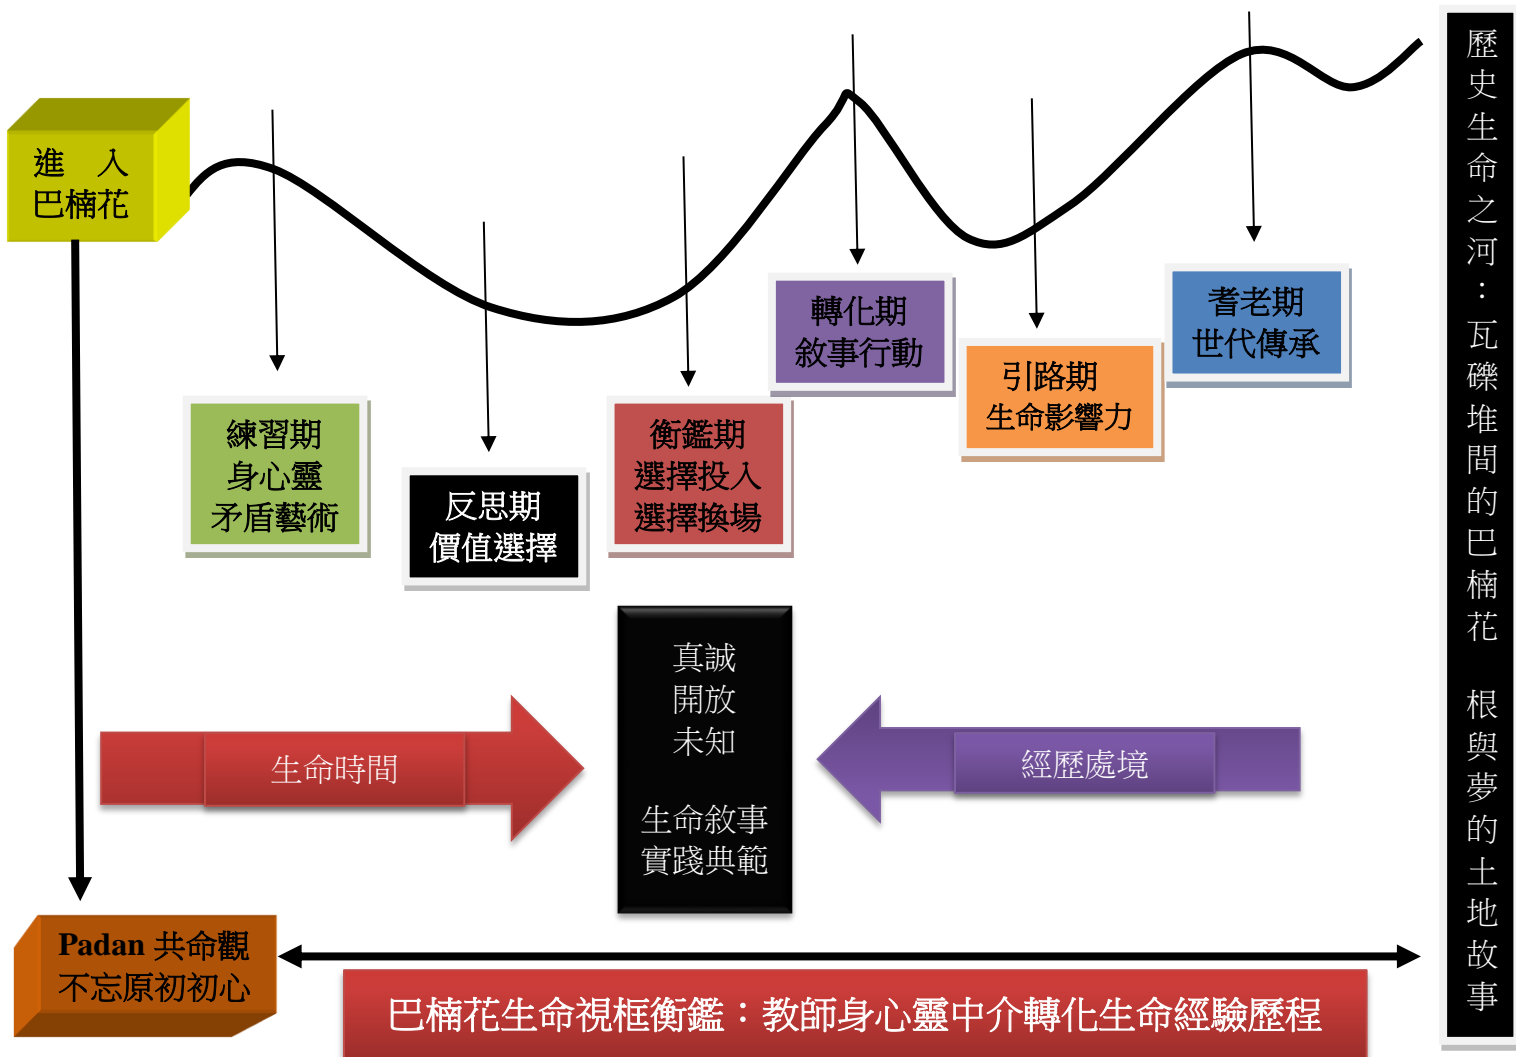 進 入
巴楠花
練習期
身心靈
矛盾藝術
反思期
價值選擇
衡鑑期
選擇投入
選擇換場
轉化期
敘事行動
引路期
生命影響力
耆老期
世代傳承
真誠
開放
未知
生命敘事
實踐典範
生命時間
經歷處境
Padan 共命觀
不忘原初初心
巴楠花生命視框衡鑑：教師身心靈中介轉化生命經驗歷程
歷史生命之河：瓦礫堆間的巴楠花 根與夢的土地故事